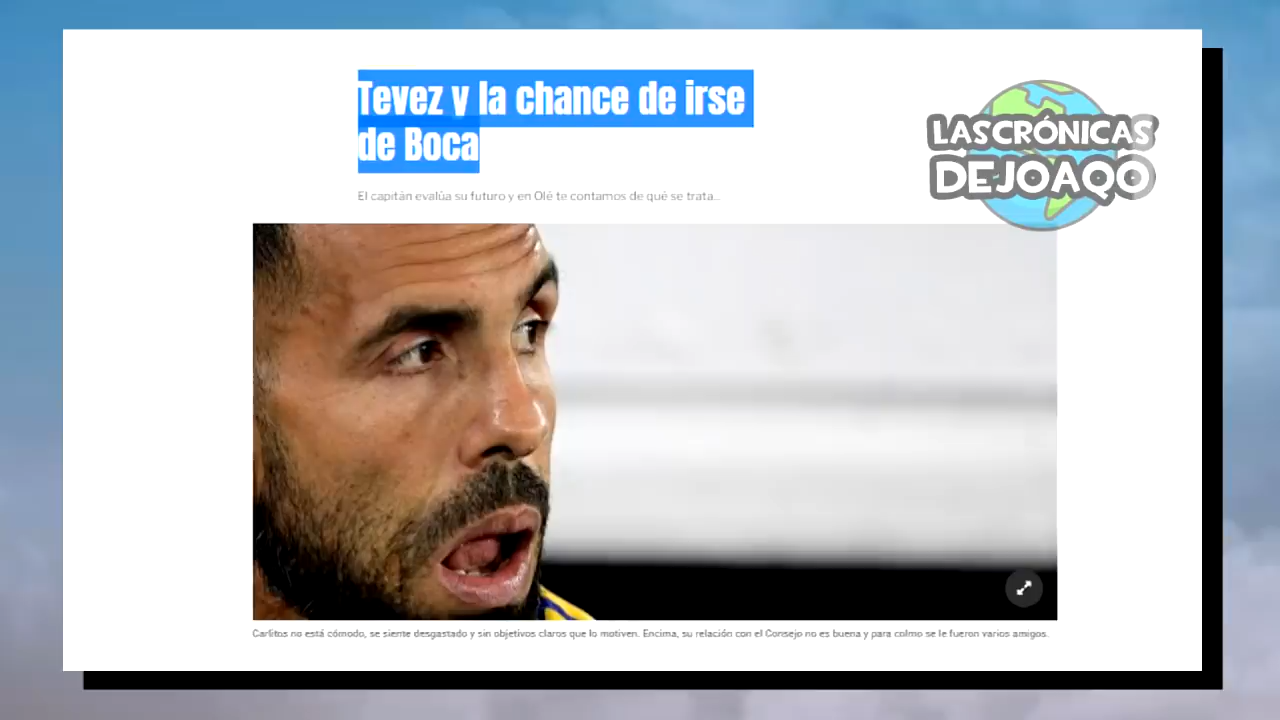 Tevez y la chance de irse
de Boca
El capitán evalúa su futuro y en Olé te contamos de qué se trata..
LASCRÓNICAS
DEJOAQO
Carlitos no está cómodo, se siente desgastado y sin objetivos claros que lo motiven. Encima, su relación con el Consejo no es buena y para colmo se le fueron varios amigos.